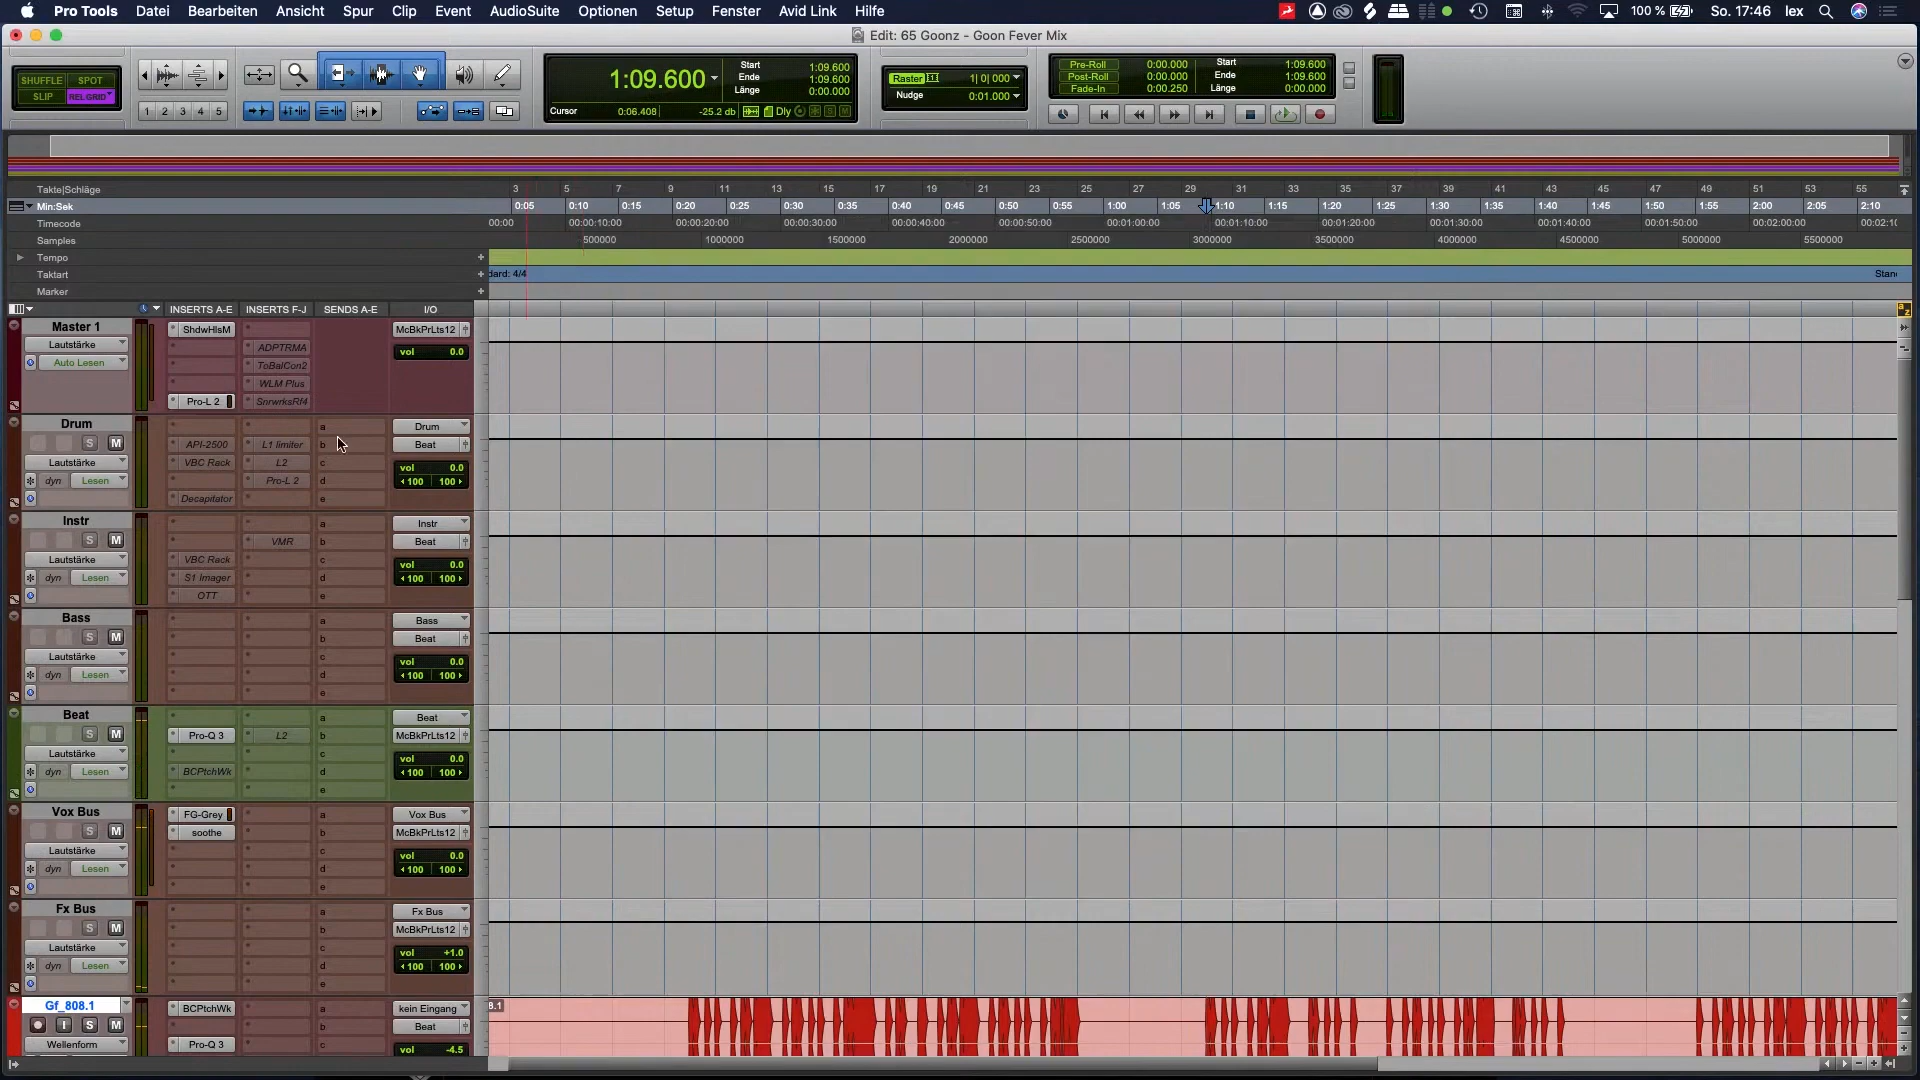 Pro Tools Datei Bearbeiten Ansicht Spur Clip Event AudioSuite Optionen Setup Fenster Avid Link Hilfe 100 % So. 17:46 lex
Edit: 65 Goonz - Goon Fever Mix
SHUFFLE SPOT
SLIP REL GRID
1 2 3 4 5
1:09.600
Start 1:09.600
Ende 1:09.600
Länge 0:00.000
Cursor 0:06.408 -25.2 db Dly
Raster 1| 0| 000
Nudge 0:01.000
Pre-Roll 0:00.000 Start 1:09.600
Post-Roll 0:00.000 Ende 1:09.600
Fade-In 0:00.250 Länge 0:00.000
Takte|Schläge 3 5 7 9 11 13 15 17 19 21 23 25 27 29 31 33 35 37 39 41 43 45 47 49 51 53 55
Min:Sek 0:05 0:10 0:15 0:20 0:25 0:30 0:35 0:40 0:45 0:50 0:55 1:00 1:05 1:10 1:15 1:20 1:25 1:30 1:35 1:40 1:45 1:50 1:55 2:00 2:05 2:10
Timecode 00:00 00:00:10:00 00:00:20:00 00:00:30:00 00:00:40:00 00:00:50:00 00:01:00:00 00:01:10:00 00:01:20:00 00:01:30:00 00:01:40:00 00:01:50:00 00:02:00:00 00:02:10
Samples 500000 1000000 1500000 2000000 2500000 3000000 3500000 4000000 4500000 5000000 5500000
Tempo
Taktart dard: 4/4 Stan
Marker
INSERTS A-E INSERTS F-J SENDS A-E I/O
Master 1 ShdwHlsM McBkPrLts12
Lautstärke ADPTRMA vol 0.0
Auto Lesen ToBalCon2
WLM Plus
Pro-L 2 SnrwrksRf4
Drum a Drum
S M API-2500 L1 limiter b Beat
Lautstärke VBC Rack L2 c vol 0.0
dyn Lesen Pro-L 2 d 100 100
Decapitator e
Instr a Instr
S M VMR b Beat
Lautstärke VBC Rack c vol 0.0
dyn Lesen S1 Imager d 100 100
OTT e
Bass a Bass
S M b Beat
Lautstärke c vol 0.0
dyn Lesen d 100 100
e
Beat a Beat
S M Pro-Q 3 L2 b McBkPrLts12
Lautstärke c vol 0.0
dyn Lesen BCPtchWk d 100 100
e
Vox Bus FG-Grey a Vox Bus
S M soothe b McBkPrLts12
Lautstärke c vol 0.0
dyn Lesen d 100 100
e
Fx Bus a Fx Bus
S M b McBkPrLts12
Lautstärke c vol +1.0
dyn Lesen d 100 100
e
Gf_808.1 BCPtchWk a kein Eingang 8.1
I S M b Beat
Wellenform Pro-Q 3 c vol -4.5